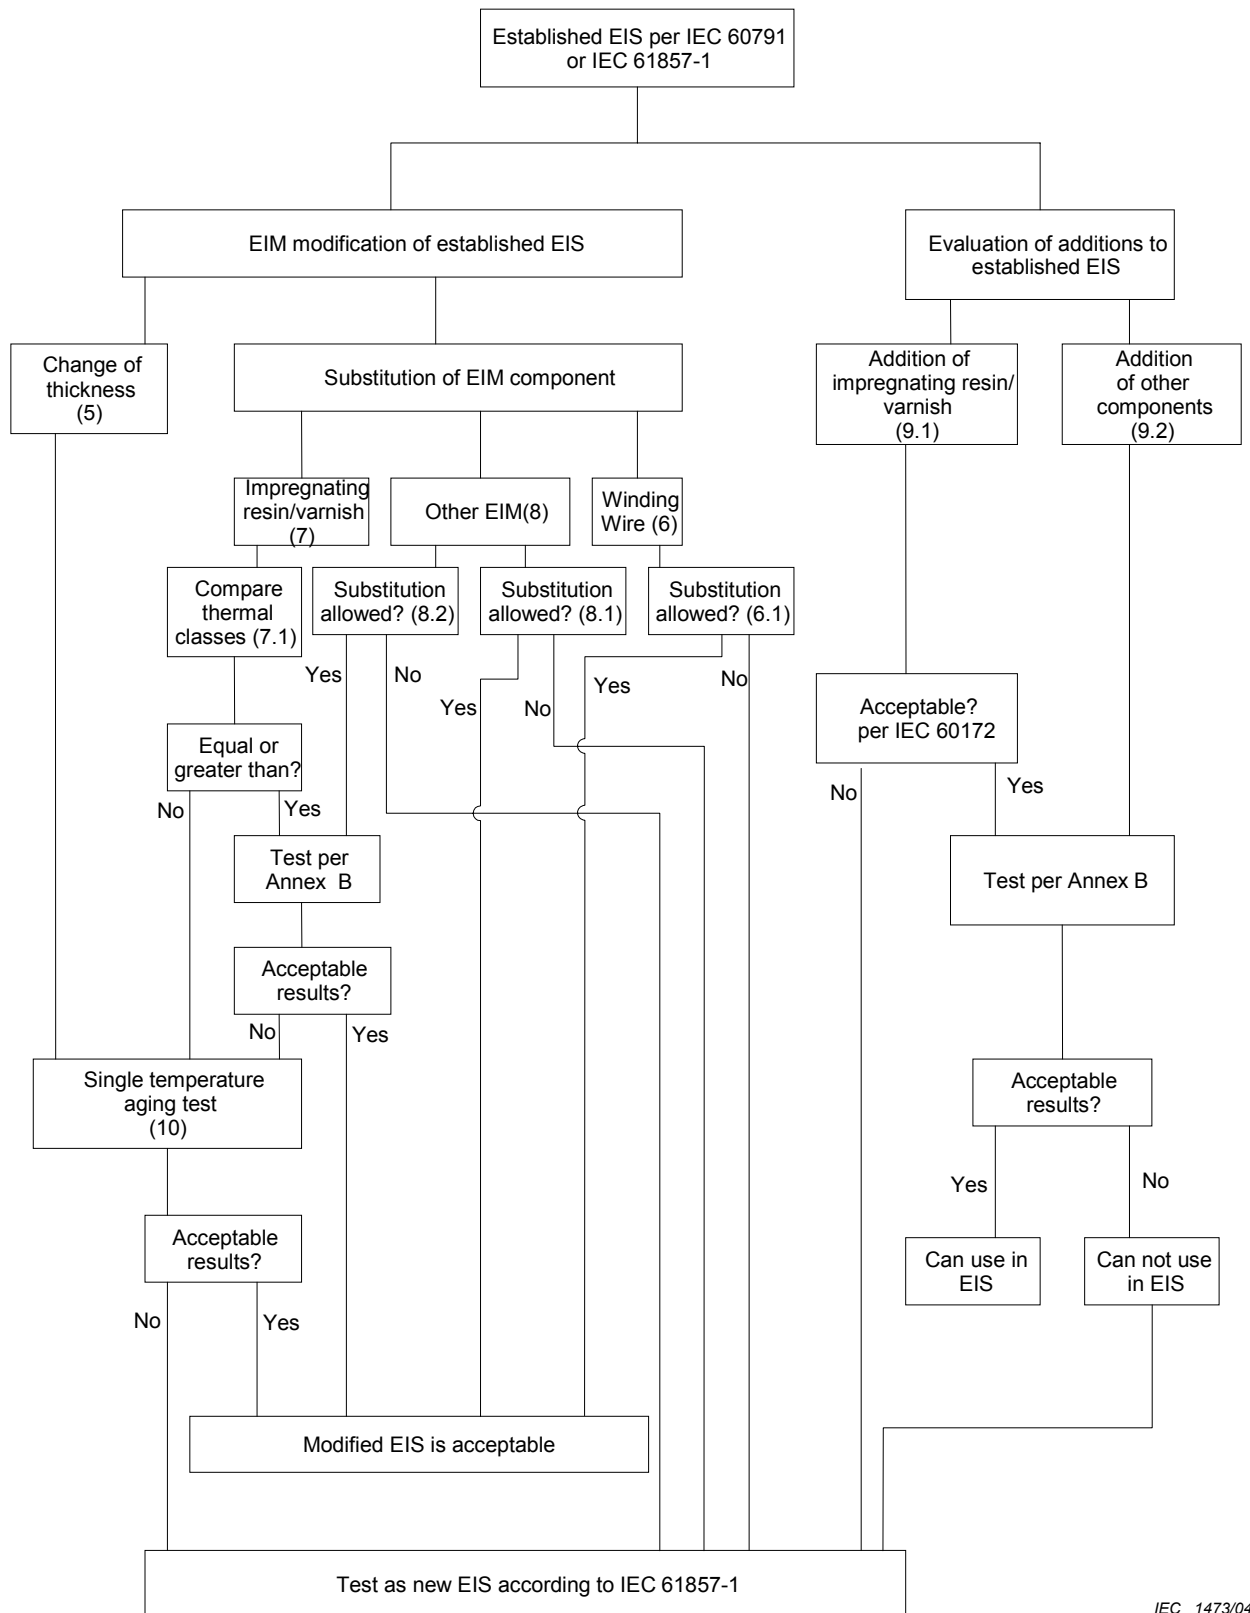 Established EIS per IEC 60791
or IEC 61857-1
EIM modification of established EIS
Evaluation of additions to
established EIS
Change of
thickness
(5)
Substitution of EIM component
Addition of
impregnating resin/
varnish
(9.1)
Addition
of other
components
(9.2)
Impregnating
resin/varnish
(7)
Other EIM(8)
Winding
Wire (6)
Compare
thermal
classes (7.1)
Substitution
allowed? (8.2)
Substitution
allowed? (8.1)
Substitution
allowed? (6.1)
Yes
No
Yes
No
Yes
No
Acceptable?
per IEC 60172
Equal or
greater than?
No
Yes
No
Yes
Test per
Annex B
Test per Annex B
Acceptable
results?
No
Yes
Single temperature
aging test
(10)
Acceptable
results?
Yes
No
Acceptable
results?
Can use in
EIS
Can not use
in EIS
No
Yes
Modified EIS is acceptable
Test as new EIS according to IEC 61857-1
IEC 1473/04